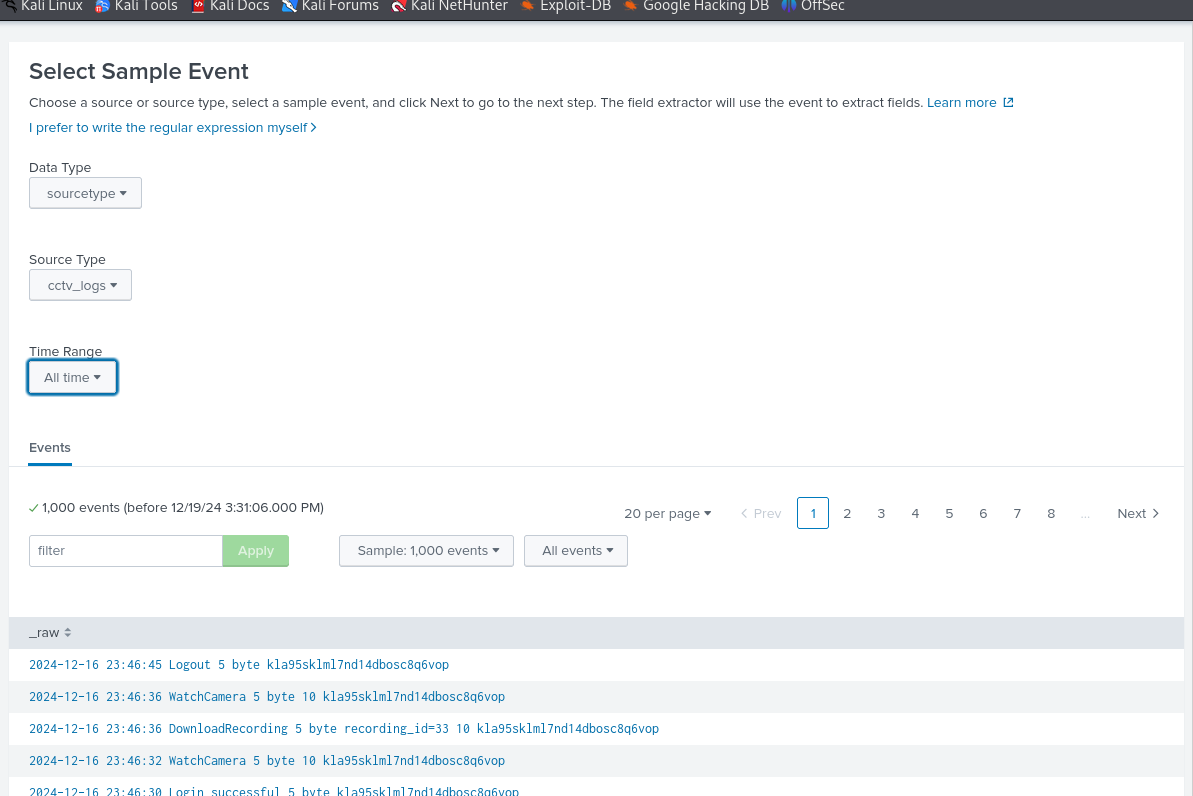 Kali Linux Kali Tools Kali Docs Kali Forums Kali NetHunter Exploit-DB Google Hacking DB OffSec
Select Sample Event
Choose a source or source type, select a sample event, and click Next to go to the next step. The field extractor will use the event to extract fields. Learn more
I prefer to write the regular expression myself
Data Type
sourcetype
Source Type
cctv_logs
Time Range
All time
Events
1,000 events (before 12/19/24 3:31:06.000 PM)
20 per page Prev 1 2 3 4 5 6 7 8 ... Next
filter Apply Sample: 1,000 events All events
_raw
2024-12-16 23:46:45 Logout 5 byte kla95sklml7nd14dbosc8q6vop
2024-12-16 23:46:36 WatchCamera 5 byte 10 kla95sklml7nd14dbosc8q6vop
2024-12-16 23:46:36 DownloadRecording 5 byte recording_id=33 10 kla95sklml7nd14dbosc8q6vop
2024-12-16 23:46:32 WatchCamera 5 byte 10 kla95sklml7nd14dbosc8q6vop
2024-12-16 23:46:30 Login successful 5 byte kla95sklml7nd14dbosc8q6vop